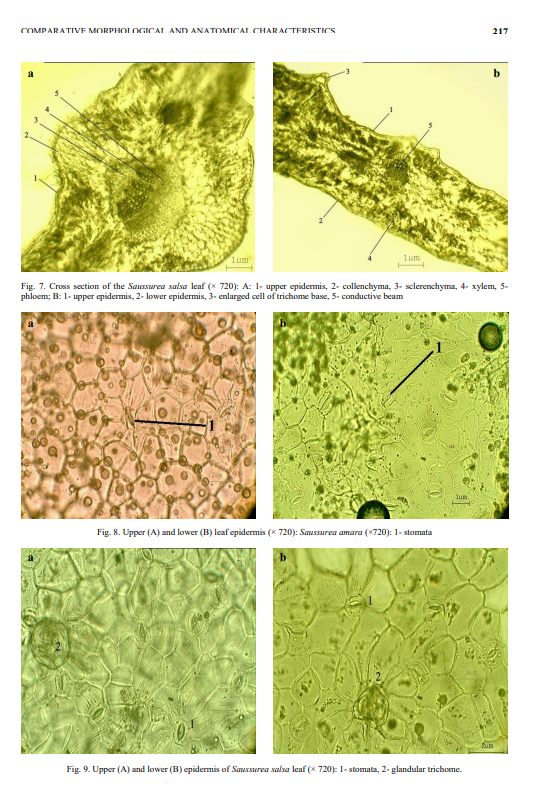 COMPARATIVE MORPHOLOGICAL AND ANATOMICAL CHARACTERISTICS 217
a
5
4
3
2
1
1µm
b
3
1
5
2
4
1µm
Fig. 7. Cross section of the Saussurea salsa leaf (× 720): A: 1- upper epidermis, 2- collenchyma, 3- sclerenchyma, 4- xylem, 5-
phloem; B: 1- upper epidermis, 2- lower epidermis, 3- enlarged cell of trichome base, 5- conductive beam
a
1
b
1
1µm
Fig. 8. Upper (A) and lower (B) leaf epidermis (× 720): Saussurea amara (×720): 1- stomata
a
2
1
b
1
2
Fig. 9. Upper (A) and lower (B) epidermis of Saussurea salsa leaf (× 720): 1- stomata, 2- glandular trichome.